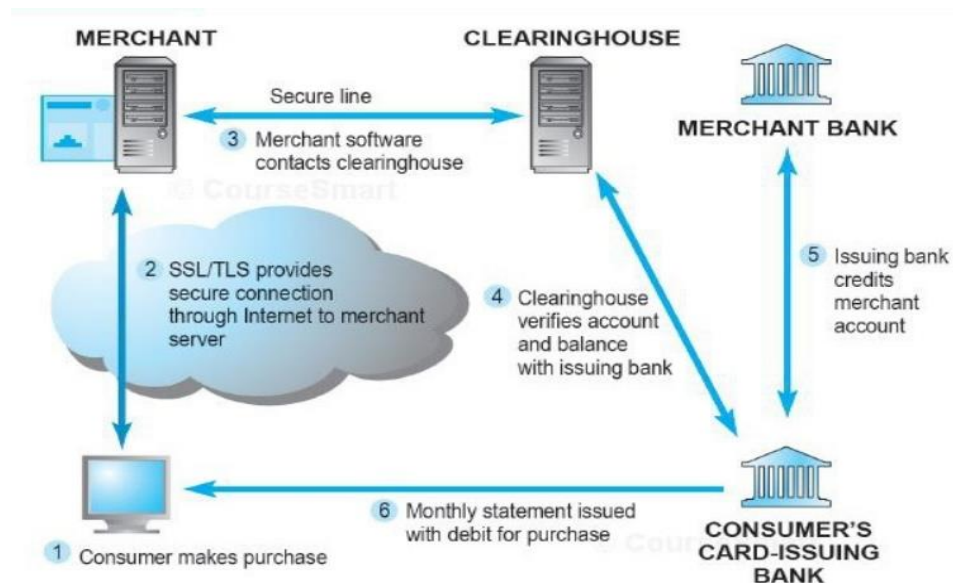 MERCHANT
CLEARINGHOUSE
MERCHANT BANK
Secure line
3 Merchant software
contacts clearinghouse
© CourseSmart
2 SSL/TLS provides
secure connection
through Internet to merchant
server
4 Clearinghouse
verifies account
and balance
with issuing bank
5 Issuing bank
credits
merchant
account
6 Monthly statement issued
with debit for purchase
1 Consumer makes purchase
CONSUMER'S
CARD-ISSUING
BANK